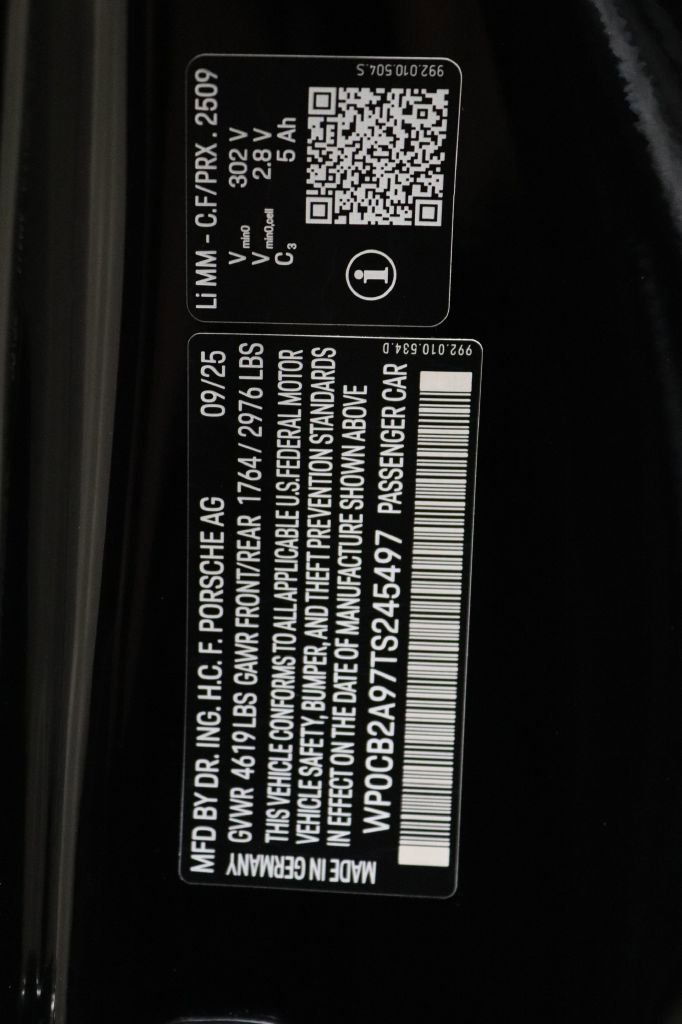 MFD BY DR. ING. H.C. F. PORSCHE AG 09/25
GVWR 4619 LBS GAWR FRONT/REAR 1764 / 2976 LBS
THIS VEHICLE CONFORMS TO ALL APPLICABLE U.S. FEDERAL MOTOR
VEHICLE SAFETY, BUMPER, AND THEFT PREVENTION STANDARDS
IN EFFECT ON THE DATE OF MANUFACTURE SHOWN ABOVE
WP0CB2A97TS245497 PASSENGER CAR
MADE IN GERMANY
992.010.534.D
Li MM - C.F/PRX . 2509
Vmin0 302 V
Vmin0,cell 2.8 V
C3 5 Ah
i
992.010.504.S